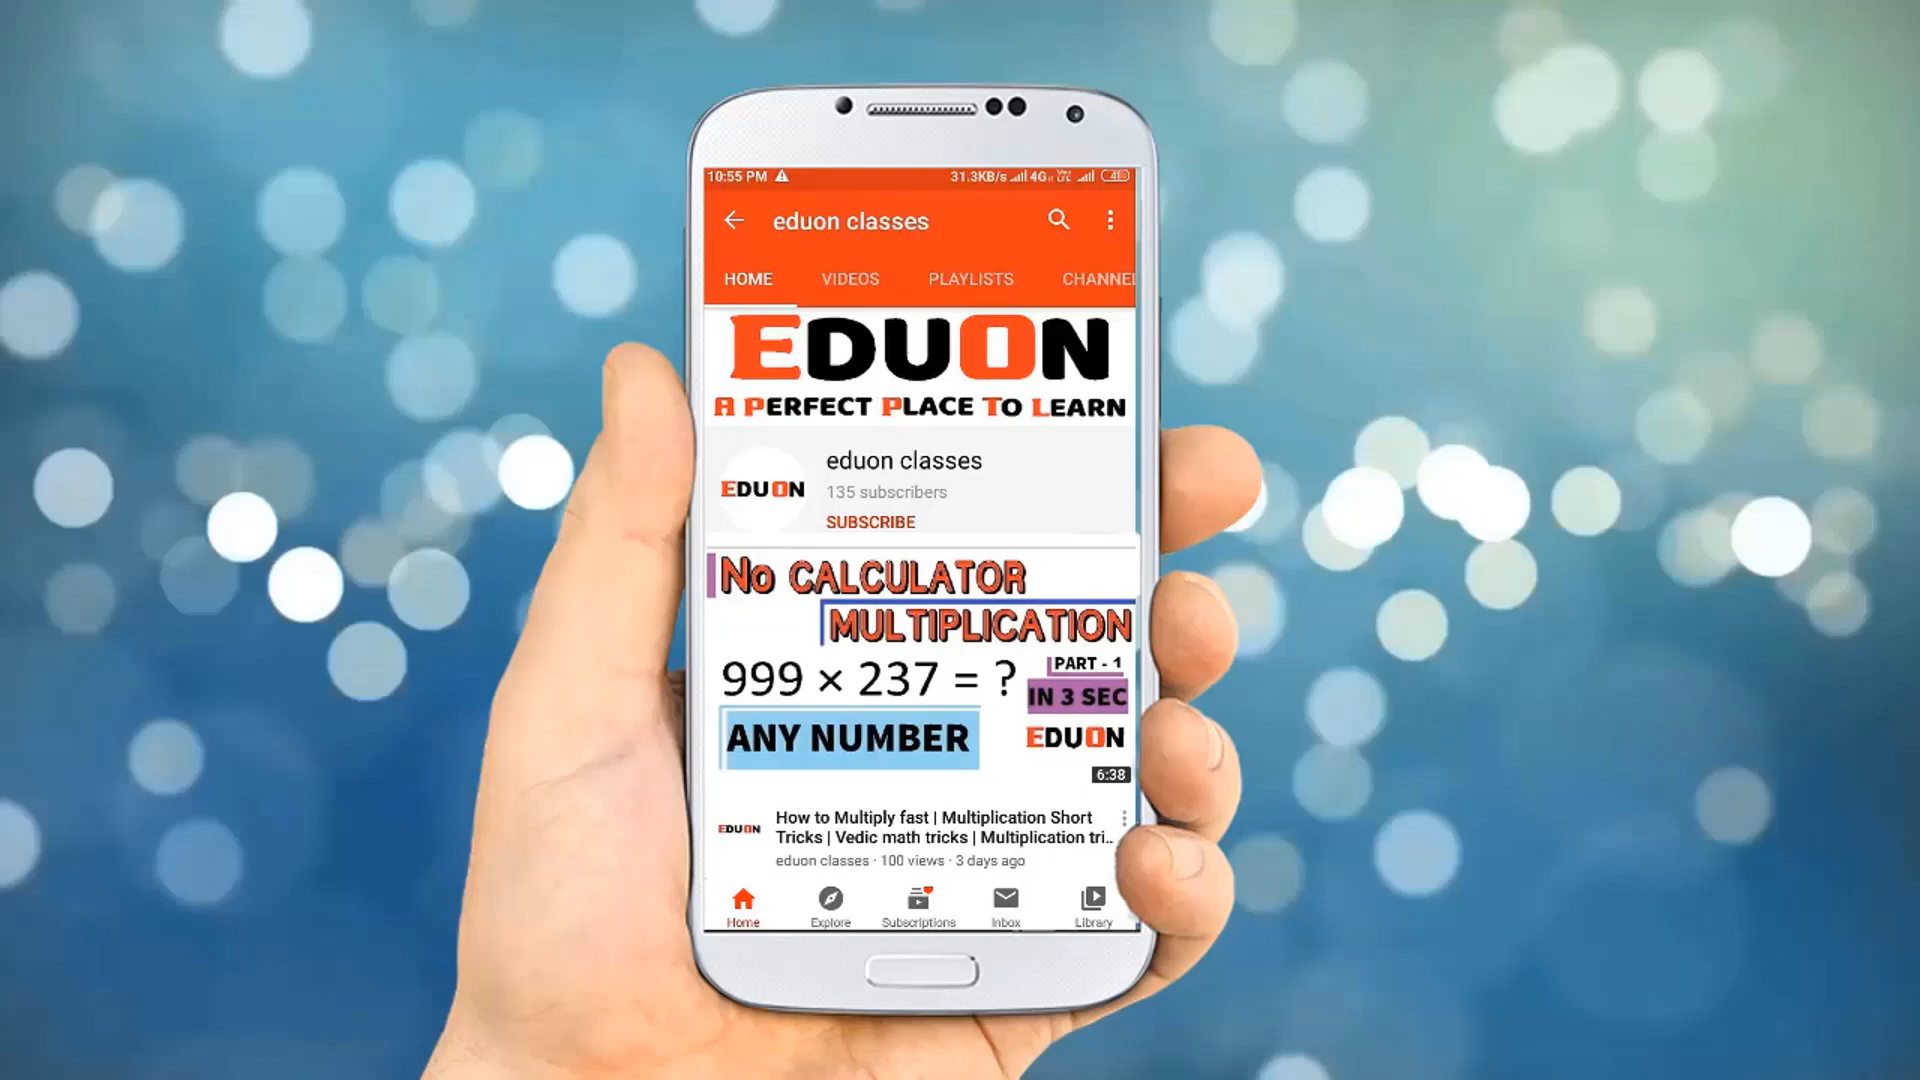 10:55 PM 31.3KB/s 4G VoLTE 41
eduon classes
HOME VIDEOS PLAYLISTS CHANNEL
EDUON
A PERFECT PLACE TO LEARN
EDUON
eduon classes
135 subscribers
SUBSCRIBE
No CALCULATOR
MULTIPLICATION
999 × 237 = ?
PART - 1
IN 3 SEC
ANY NUMBER
EDUON
6:38
EDUON
How to Multiply fast | Multiplication Short
Tricks | Vedic math tricks | Multiplication tri..
eduon classes · 100 views · 3 days ago
Home Explore Subscriptions Inbox Library